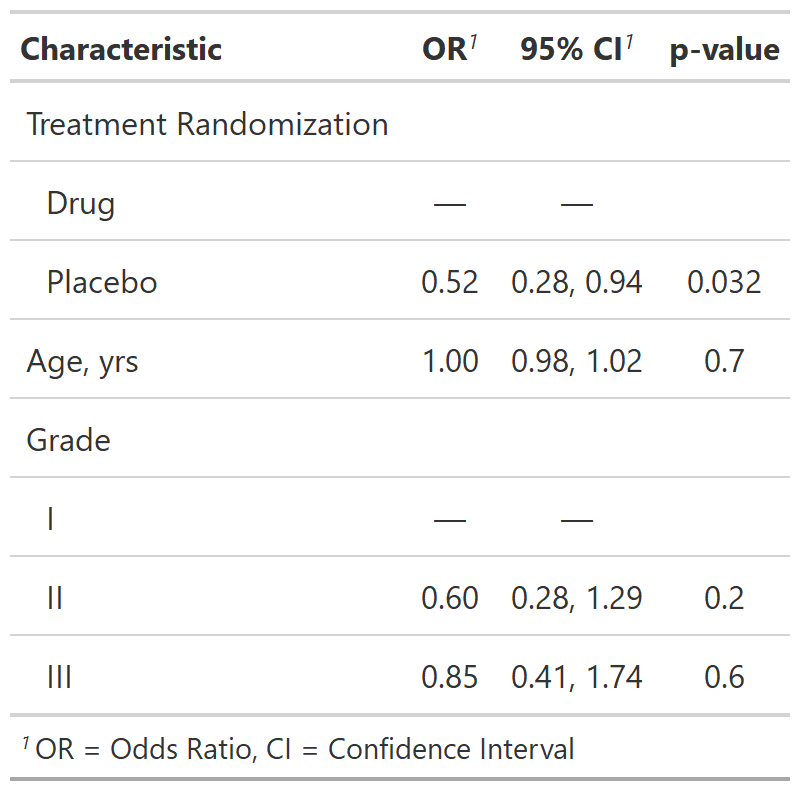 Characteristic OR1 95% CI1 p-value
Treatment Randomization
Drug — —
Placebo 0.52 0.28, 0.94 0.032
Age, yrs 1.00 0.98, 1.02 0.7
Grade
I — —
II 0.60 0.28, 1.29 0.2
III 0.85 0.41, 1.74 0.6
1 OR = Odds Ratio, CI = Confidence Interval